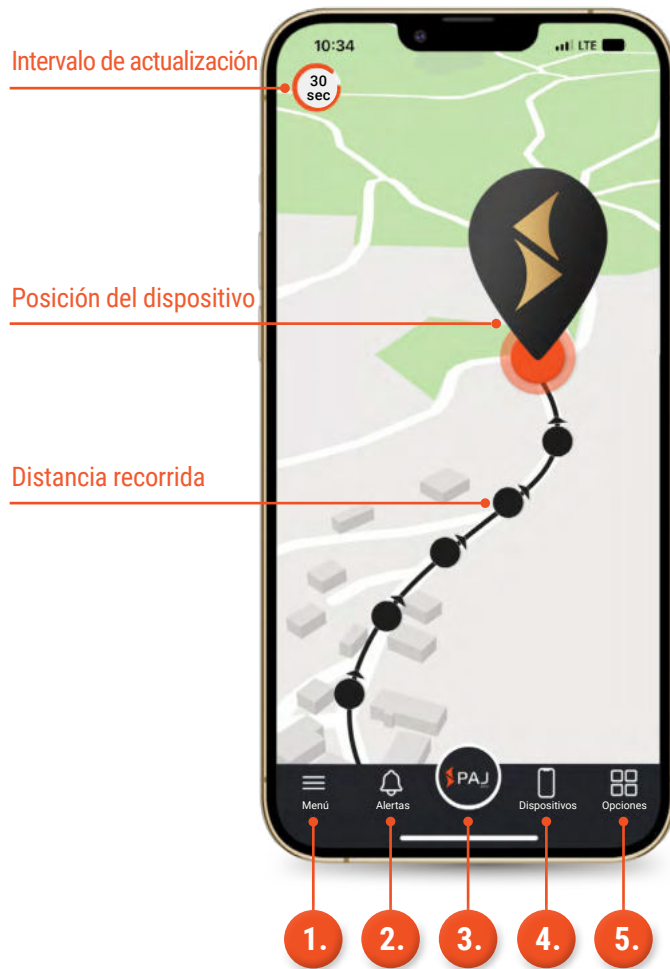 10:34
LTE
Intervalo de actualización
30
sec
Posición del dispositivo
Distancia recorrida
PAJ
Menú
Alertas
Dispositivos
Opciones
1.
2.
3.
4.
5.